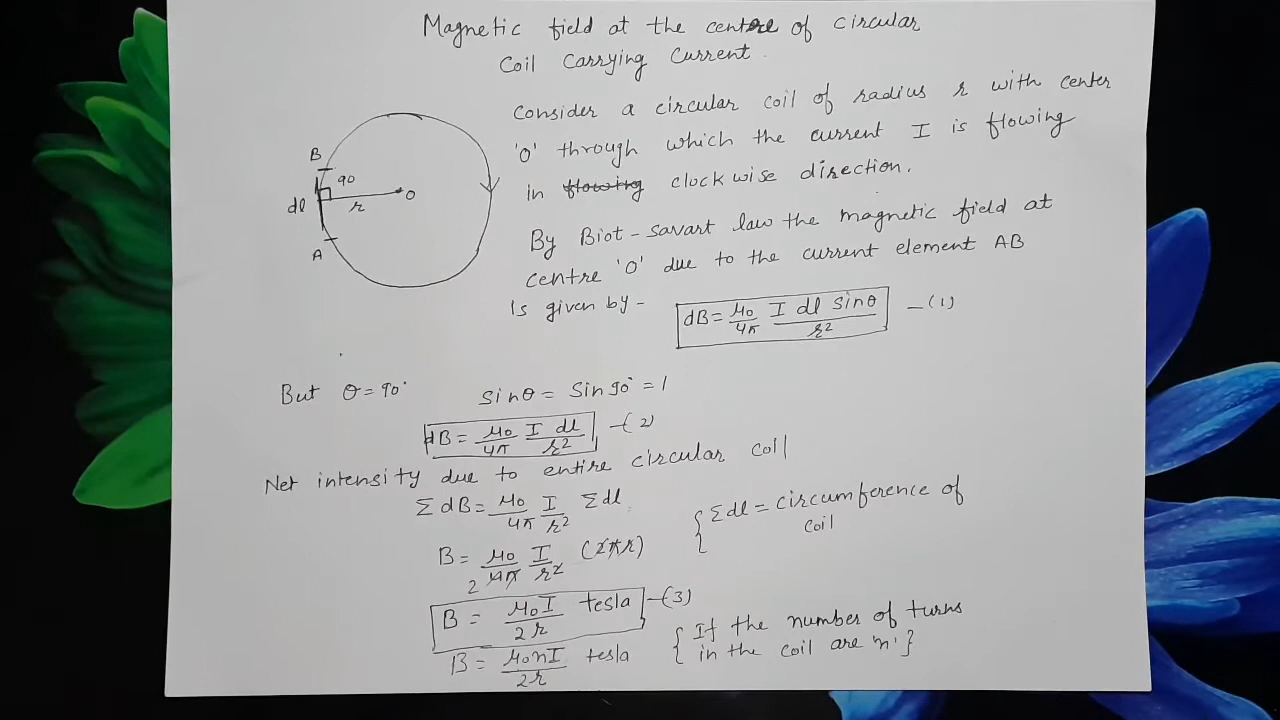 Magnetic field at the centre of circular
Coil Carrying Current.
Consider a circular coil of radius r with center
'O' through which the current I is flowing
in flowing clockwise direction.
B
90
dl
r
O
A
By Biot-Savart law the magnetic field at
centre 'O' due to the current element AB
Is given by -
dB = μ₀/4π I dl sinθ/r² —(1)
But θ = 90° sinθ = Sin90° = 1
dB = μ₀/4π I dl/r² —(2)
Net intensity due to entire circular coil
Σ dB = μ₀/4π I/r² Σdl
{ Σdl = circumference of
coil
B = μ₀/4π I/r² (2πr)
2
B = μ₀I/2r tesla —(3)
B = μ₀nI/2r tesla
{ If the number of turns
in the coil are 'n' }